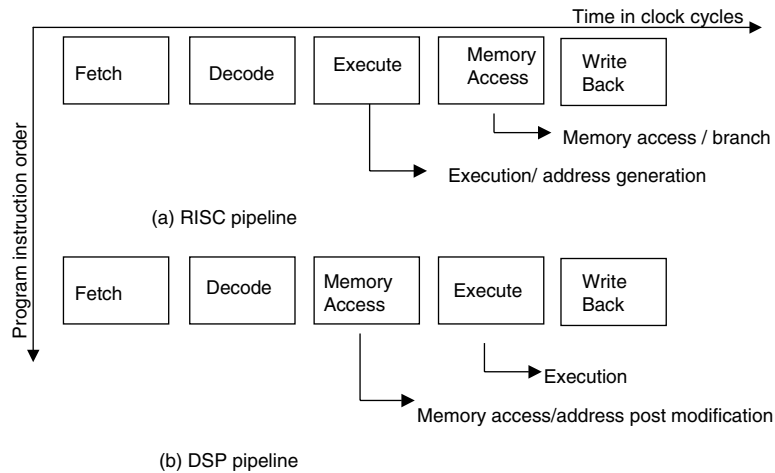 Time in clock cycles
Program instruction order
Fetch
Decode
Execute
Memory
Access
Write
Back
Memory access / branch
Execution/ address generation
(a) RISC pipeline
Fetch
Decode
Memory
Access
Execute
Write
Back
Execution
Memory access/address post modification
(b) DSP pipeline